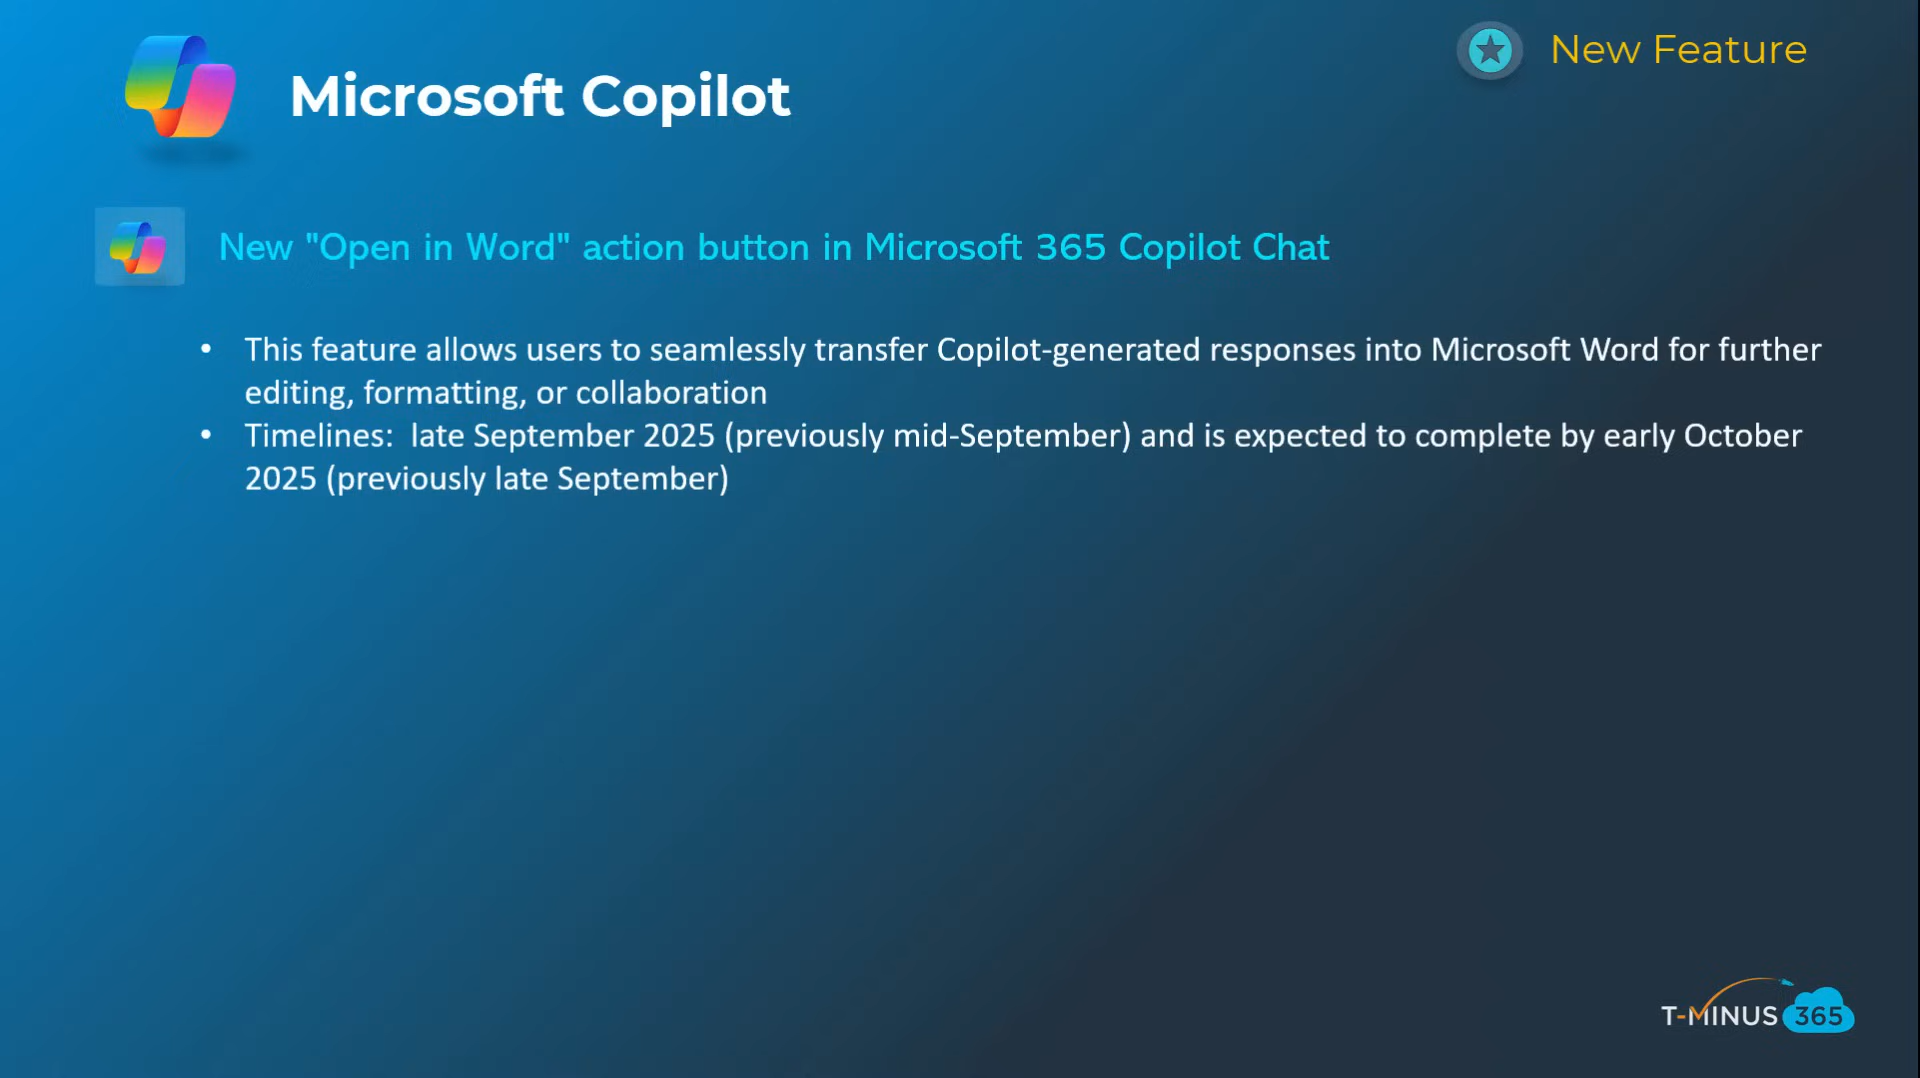 New Feature
Microsoft Copilot
New "Open in Word" action button in Microsoft 365 Copilot Chat
• This feature allows users to seamlessly transfer Copilot-generated responses into Microsoft Word for further
editing, formatting, or collaboration
• Timelines:  late September 2025 (previously mid-September) and is expected to complete by early October
2025 (previously late September)
T-MINUS 365